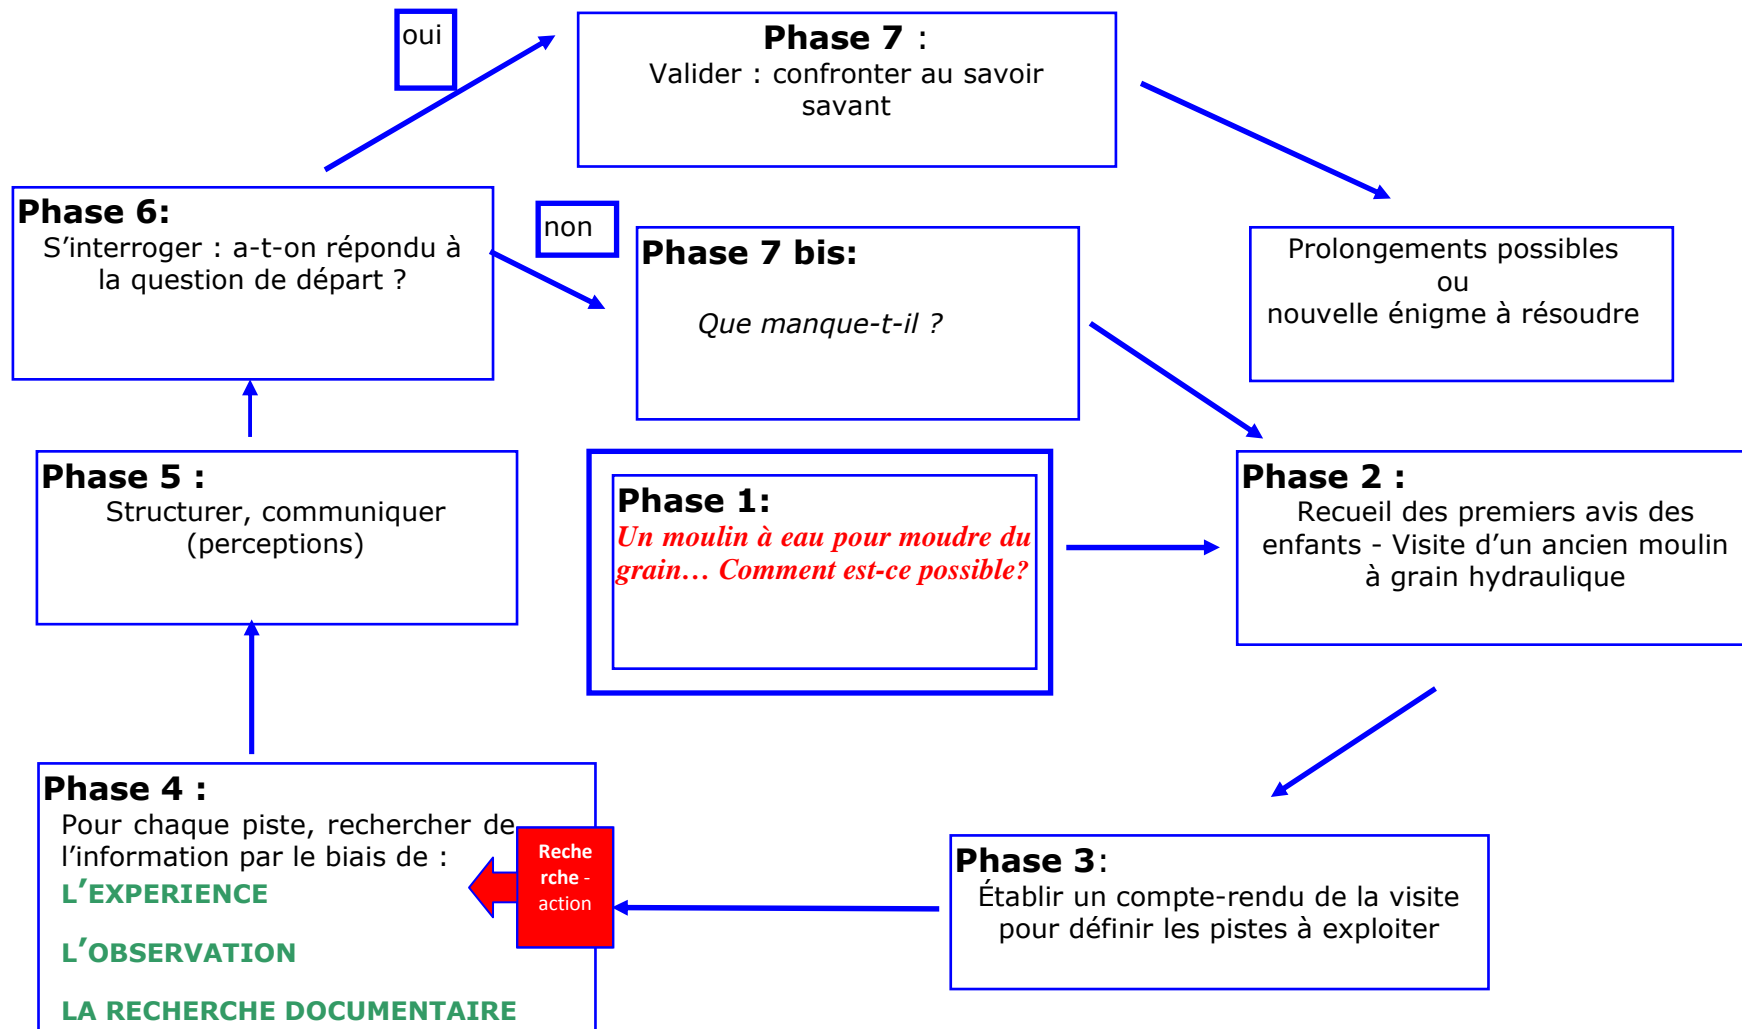 oui
Phase 7 :
Valider : confronter au savoir
savant
Phase 6:
S’interroger : a-t-on répondu à
la question de départ ?
non
Phase 7 bis:
Que manque-t-il ?
Prolongements possibles
ou
nouvelle énigme à résoudre
Phase 5 :
Structurer, communiquer
(perceptions)
Phase 1:
Un moulin à eau pour moudre du
grain… Comment est-ce possible?
Phase 2 :
Recueil des premiers avis des
enfants - Visite d’un ancien moulin
à grain hydraulique
Phase 4 :
Pour chaque piste, rechercher de
l’information par le biais de :
L’EXPERIENCE
L’OBSERVATION
LA RECHERCHE DOCUMENTAIRE
Reche
rche -
action
Phase 3:
Établir un compte-rendu de la visite
pour définir les pistes à exploiter